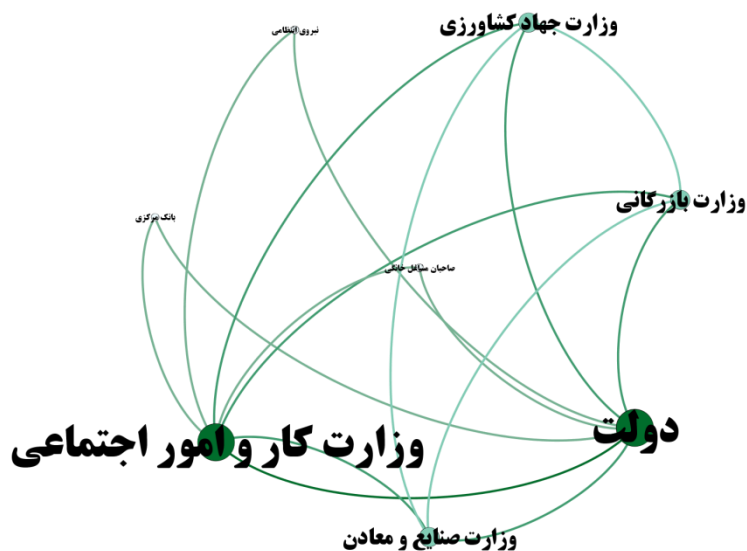 وزارت جهاد کشاورزی
نیروی انتظامی
وزارت بازرگانی
بانک مرکزی
صاحبان مشاغل خانگی
دولت
وزارت کار و امور اجتماعی
وزارت صنایع و معادن